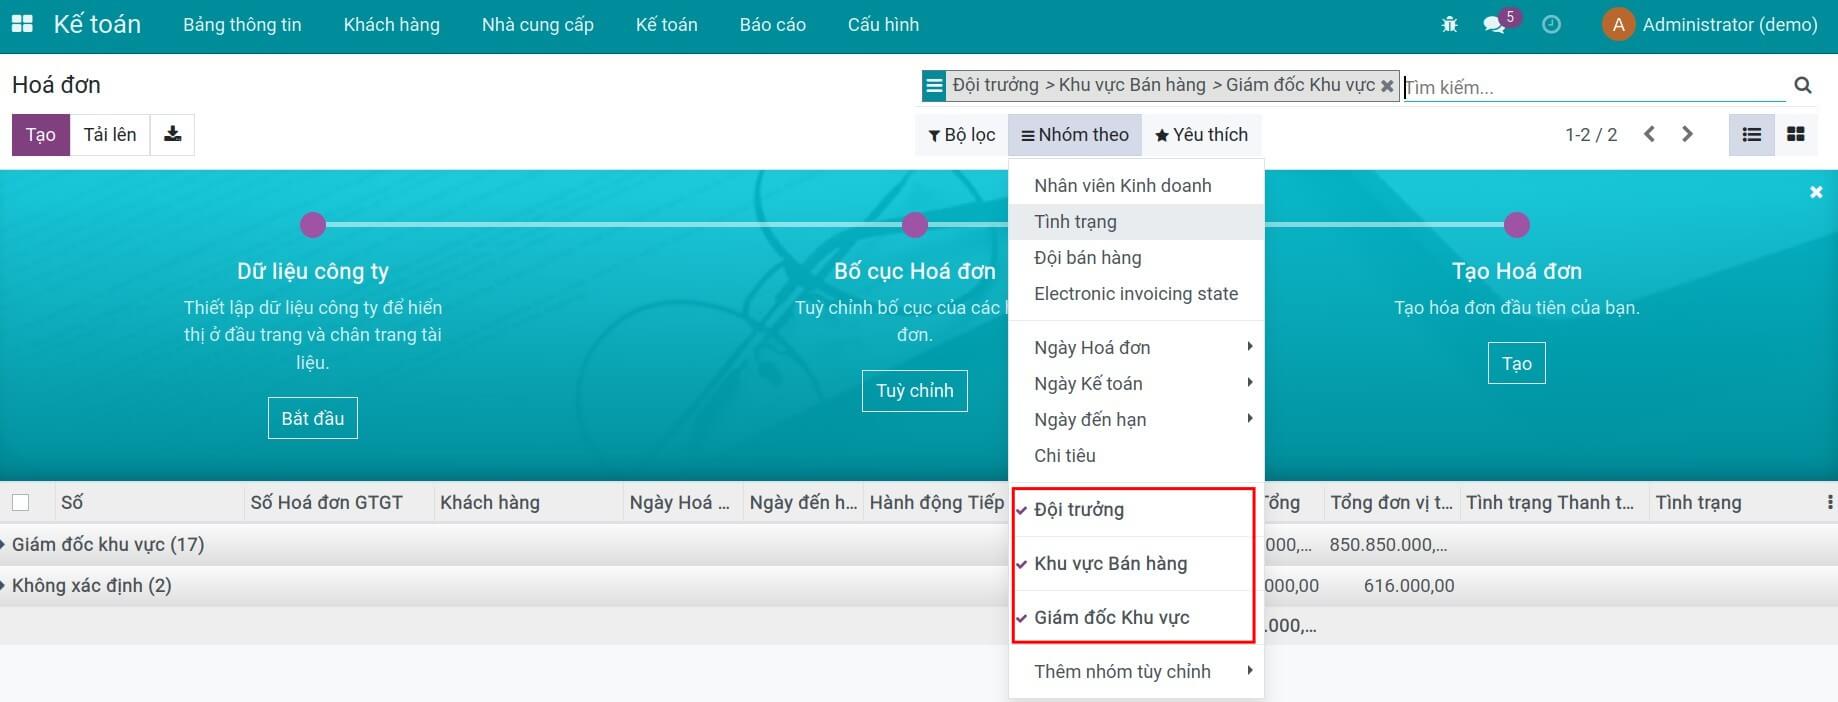 Kế toán Bảng thông tin Khách hàng Nhà cung cấp Kế toán Báo cáo Cấu hình 5 A Administrator (demo)
Hoá đơn
Đội trưởng > Khu vực Bán hàng > Giám đốc Khu vực Tìm kiếm...
Tạo Tải lên Bộ lọc Nhóm theo Yêu thích 1-2 / 2
Nhân viên Kinh doanh
Tình trạng
Đội bán hàng
Electronic invoicing state
Ngày Hoá đơn
Ngày Kế toán
Ngày đến hạn
Chi tiêu
Đội trưởng
Khu vực Bán hàng
Giám đốc Khu vực
Thêm nhóm tùy chỉnh
Dữ liệu công ty
Thiết lập dữ liệu công ty để hiển
thị ở đầu trang và chân trang tài
liệu.
Bắt đầu
Bố cục Hoá đơn
Tuỳ chỉnh bố cục của các
đơn.
Tuỳ chỉnh
Tạo Hoá đơn
Tạo hóa đơn đầu tiên của bạn.
Tạo
Số Số Hoá đơn GTGT Khách hàng Ngày Hoá ... Ngày đến h... Hành động Tiếp Tổng Tổng đơn vị t... Tình trạng Thanh t... Tình trạng
Giám đốc khu vực (17) 000,... 850.850.000,...
Không xác định (2) 000,00 616.000,00
.000,...